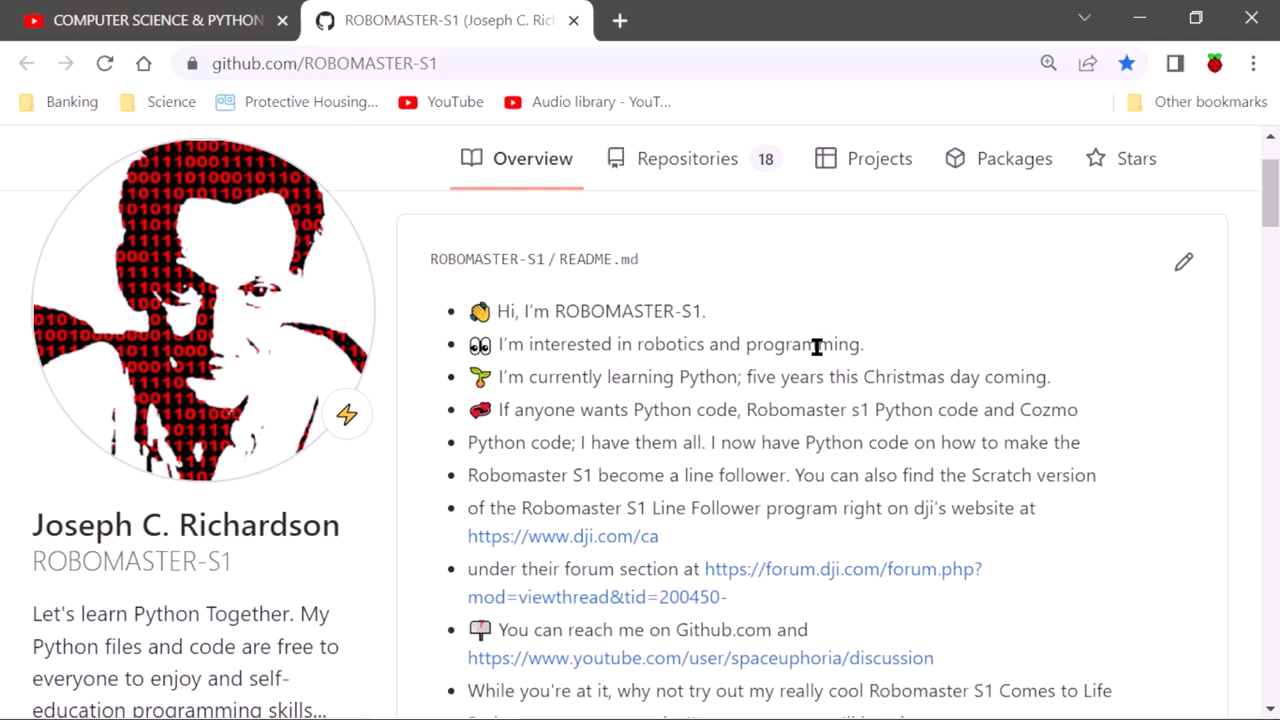 COMPUTER SCIENCE & PYTHON
ROBOMASTER-S1 (Joseph C. Rich
github.com/ROBOMASTER-S1
Banking
Science
Protective Housing...
YouTube
Audio library - YouT...
Other bookmarks
Overview
Repositories 18
Projects
Packages
Stars
ROBOMASTER-S1 / README.md
👋 Hi, I'm ROBOMASTER-S1.
👀 I'm interested in robotics and programming.
🌱 I'm currently learning Python; five years this Christmas day coming.
💞️ If anyone wants Python code, Robomaster s1 Python code and Cozmo
Python code; I have them all. I now have Python code on how to make the
Robomaster S1 become a line follower. You can also find the Scratch version
of the Robomaster S1 Line Follower program right on dji's website at
https://www.dji.com/ca
under their forum section at https://forum.dji.com/forum.php?
mod=viewthread&tid=200450-
📫 You can reach me on Github.com and
https://www.youtube.com/user/spaceuphoria/discussion
While you're at it, why not try out my really cool Robomaster S1 Comes to Life
Joseph C. Richardson
ROBOMASTER-S1
Let's learn Python Together. My
Python files and code are free to
everyone to enjoy and self-
education programming skills...